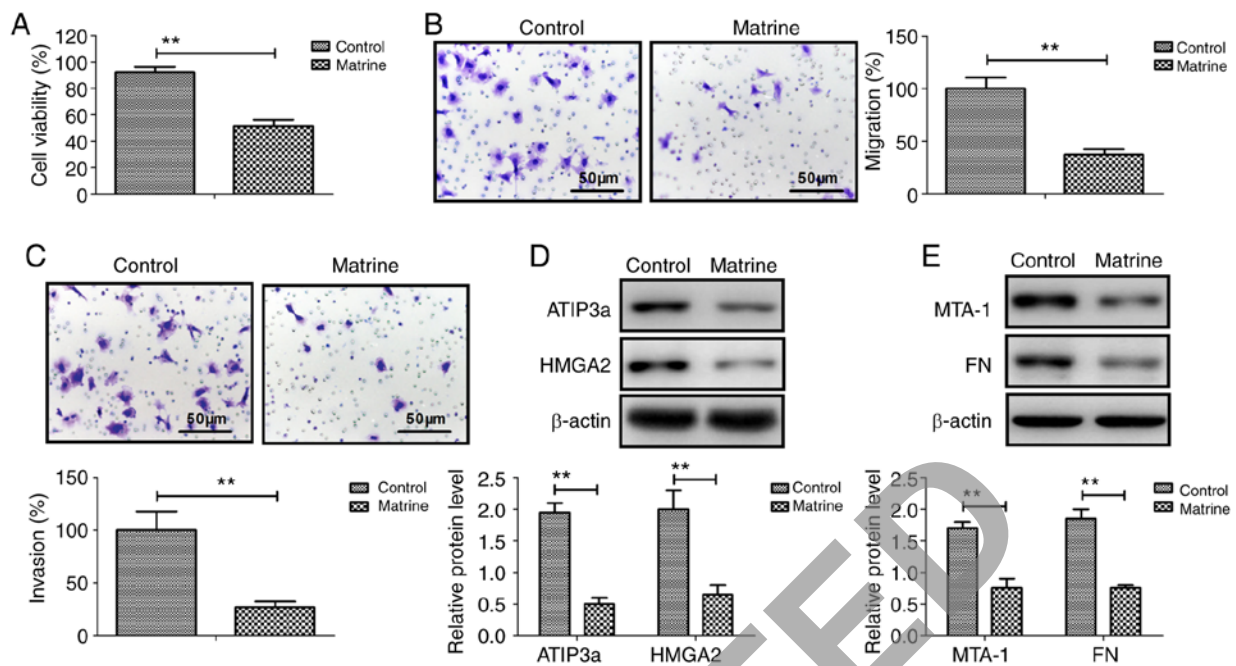 A
Cell viability (%)
120
100
80
60
40
20
0
**
Control
Matrine
B
Control
Matrine
50µm
50µm
Migration (%)
150
100
50
0
**
Control
Matrine
C
Control
Matrine
50µm
50µm
Invasion (%)
150
100
50
0
**
Control
Matrine
D
Control Matrine
ATIP3a
HMGA2
β-actin
Relative protein level
2.5
2.0
1.5
1.0
0.5
0.0
**
**
ATIP3a HMGA2
Control
Matrine
E
Control Matrine
MTA-1
FN
β-actin
Relative protein level
2.5
2.0
1.5
1.0
0.5
0.0
**
**
MTA-1 FN
Control
Matrine
TED